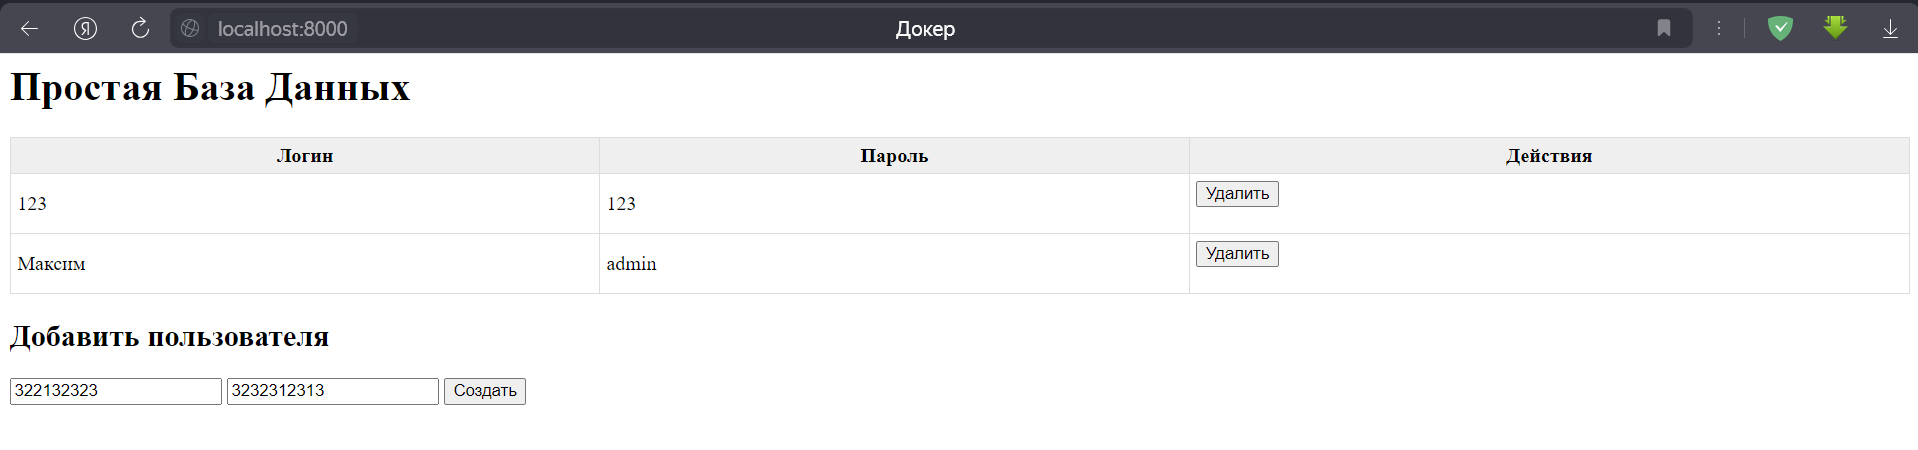 localhost:8000 Докер
Простая База Данных
Логин Пароль Действия
123 123 Удалить
Максим admin Удалить
Добавить пользователя
322132323 3232312313 Создать